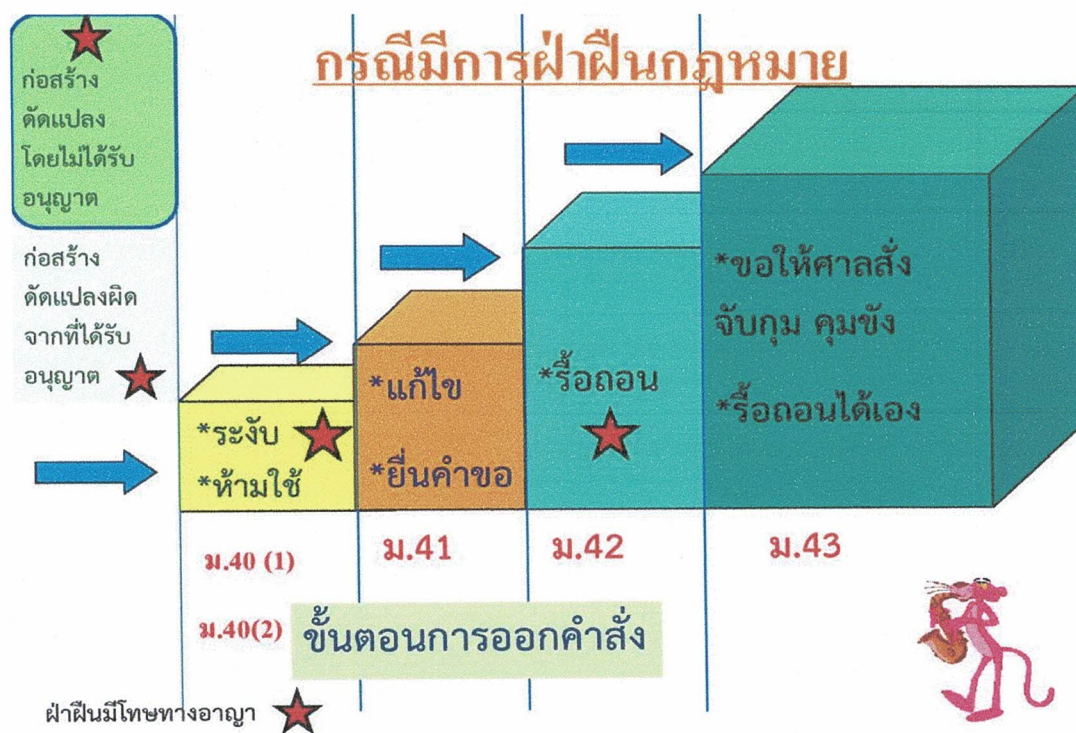 กรณีมีการฝ่าฝืนกฎหมาย
ก่อสร้าง
ดัดแปลง
โดยไม่ได้รับ
อนุญาต
ก่อสร้าง
ดัดแปลงผิด
จากที่ได้รับ
อนุญาต
*ระงับ
*ห้ามใช้
*แก้ไข
*ยื่นคำขอ
*รื้อถอน
*ขอให้ศาลสั่ง
จับกุม คุมขัง
*รื้อถอนได้เอง
ม.40 (1)
ม.40(2)
ม.41
ม.42
ม.43
ขั้นตอนการออกคำสั่ง
ฝ่าฝืนมีโทษทางอาญา